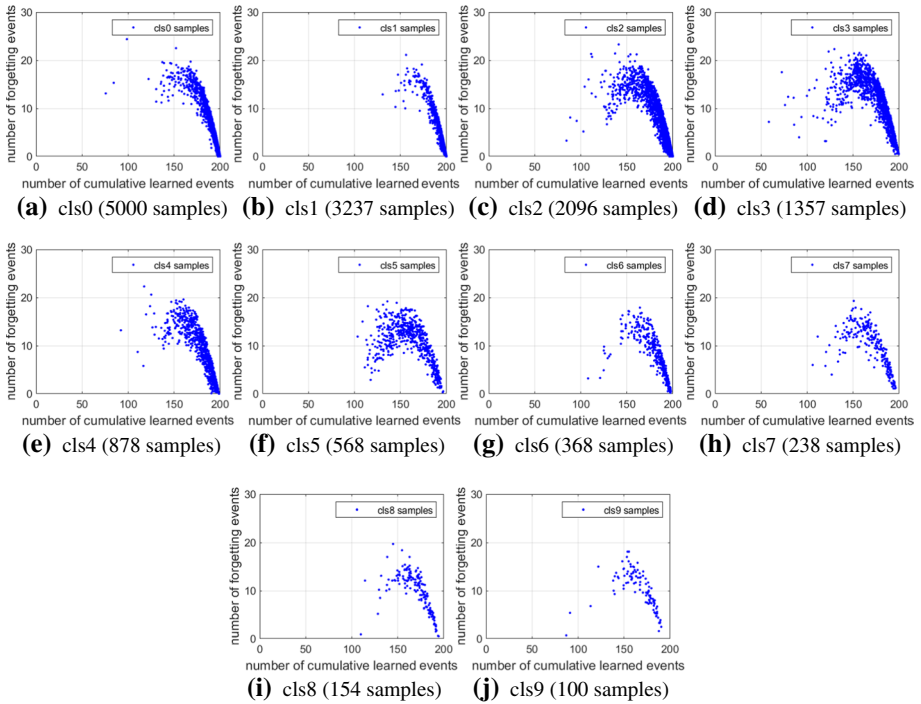 number of forgetting events
30
20
10
0
cls0 samples
0 50 100 150 200
number of cumulative learned events
(a) cls0 (5000 samples)
number of forgetting events
30
20
10
0
cls1 samples
0 50 100 150 200
number of cumulative learned events
(b) cls1 (3237 samples)
number of forgetting events
30
20
10
0
cls2 samples
0 50 100 150 200
number of cumulative learned events
(c) cls2 (2096 samples)
number of forgetting events
30
20
10
0
cls3 samples
0 50 100 150 200
number of cumulative learned events
(d) cls3 (1357 samples)
number of forgetting events
30
20
10
0
cls4 samples
0 50 100 150 200
number of cumulative learned events
(e) cls4 (878 samples)
number of forgetting events
30
20
10
0
cls5 samples
0 50 100 150 200
number of cumulative learned events
(f) cls5 (568 samples)
number of forgetting events
30
20
10
0
cls6 samples
0 50 100 150 200
number of cumulative learned events
(g) cls6 (368 samples)
number of forgetting events
30
20
10
0
cls7 samples
0 50 100 150 200
number of cumulative learned events
(h) cls7 (238 samples)
number of forgetting events
30
20
10
0
cls8 samples
0 50 100 150 200
number of cumulative learned events
(i) cls8 (154 samples)
number of forgetting events
30
20
10
0
cls9 samples
0 50 100 150 200
number of cumulative learned events
(j) cls9 (100 samples)